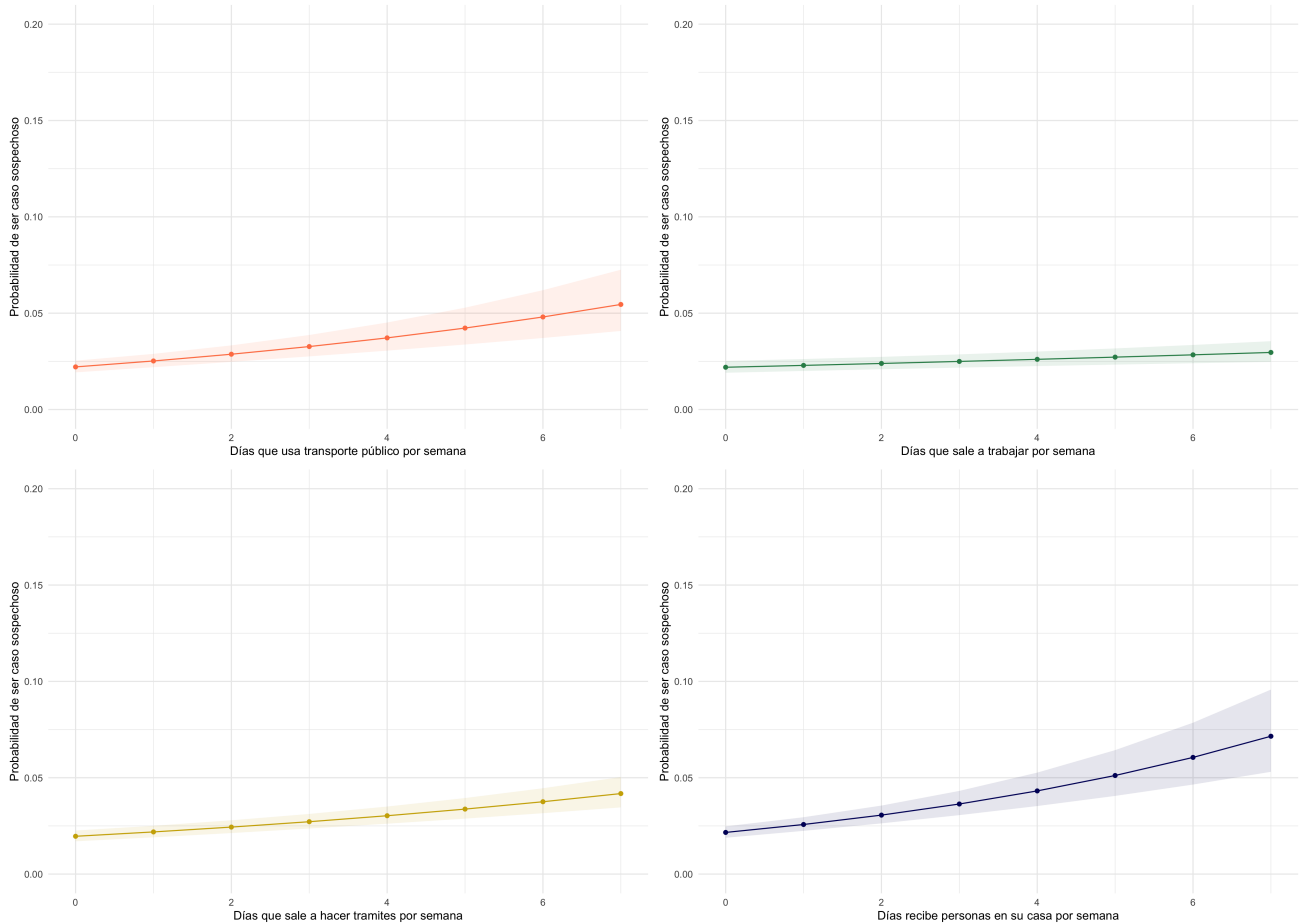 Probabilidad de ser caso sospechoso
0.20
0.15
0.10
0.05
0.00
0 2 4 6
Días que usa transporte público por semana
Probabilidad de ser caso sospechoso
0.20
0.15
0.10
0.05
0.00
0 2 4 6
Días que sale a trabajar por semana
Probabilidad de ser caso sospechoso
0.20
0.15
0.10
0.05
0.00
0 2 4 6
Días que sale a hacer tramites por semana
Probabilidad de ser caso sospechoso
0.20
0.15
0.10
0.05
0.00
0 2 4 6
Días recibe personas en su casa por semana